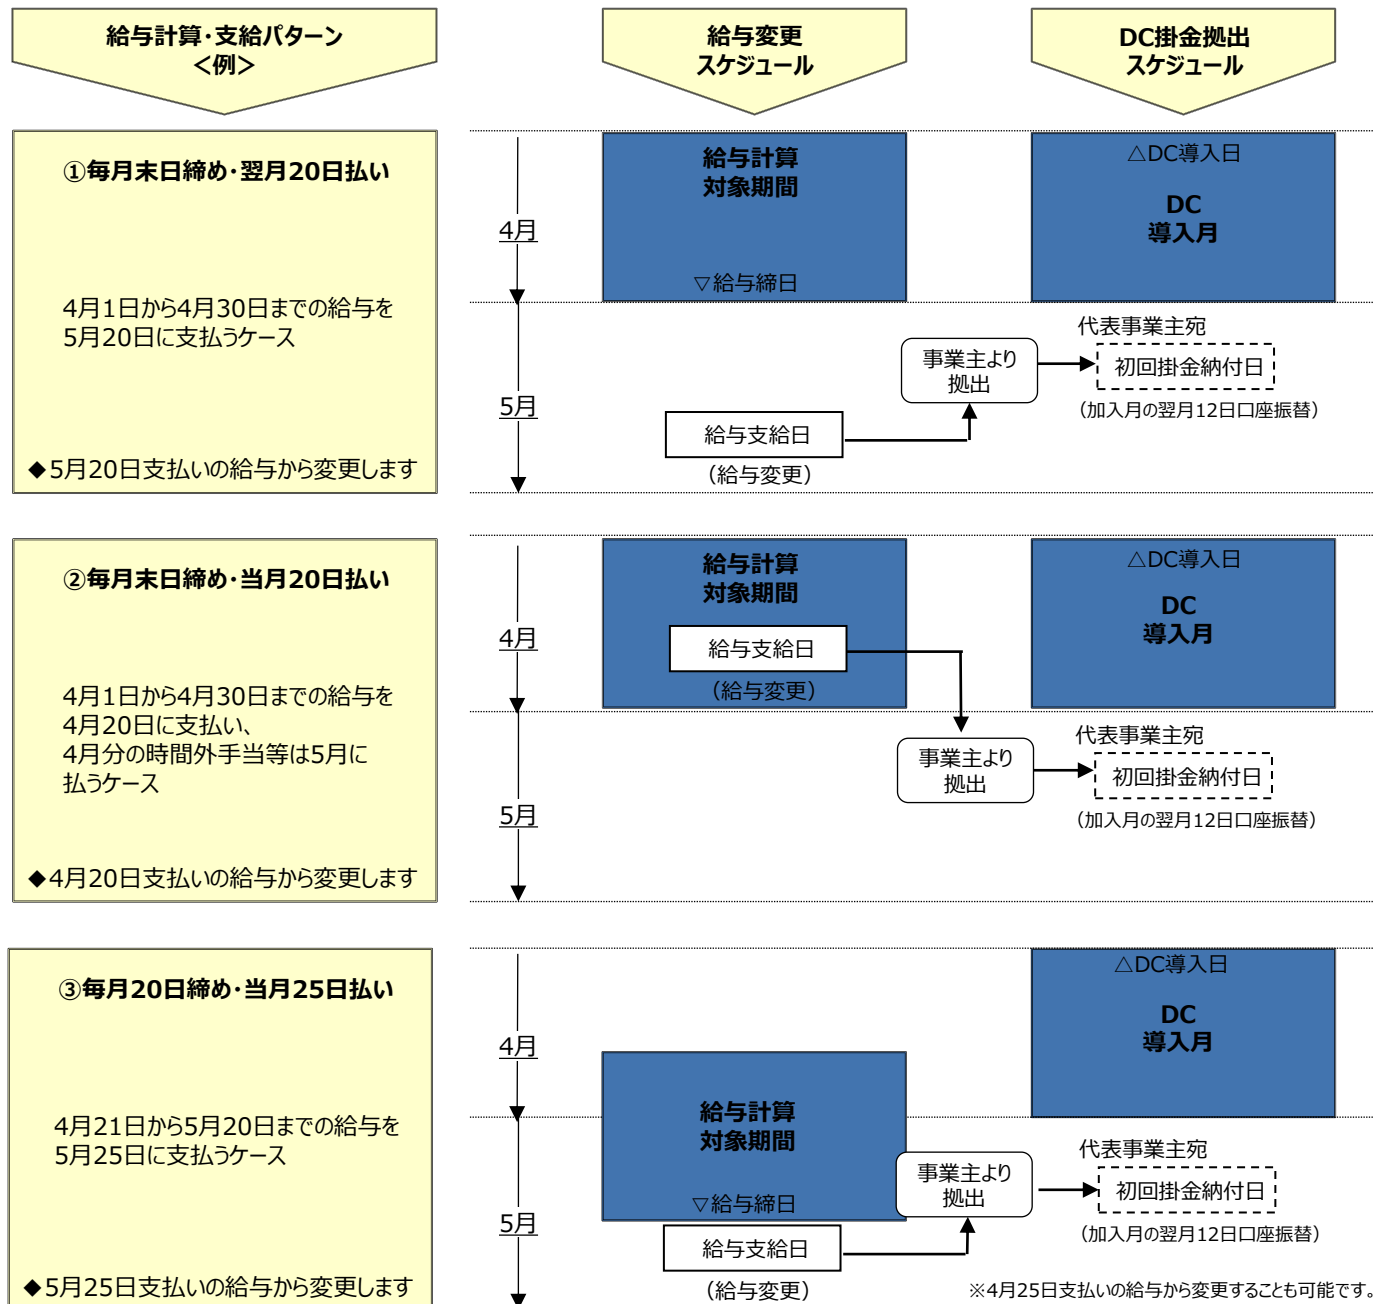 給与計算・支給パターン
＜例＞
給与変更
スケジュール
DC掛金拠出
スケジュール
①毎月末日締め・翌月20日払い
4月1日から4月30日までの給与を
5月20日に支払うケース
◆5月20日支払いの給与から変更します
4月
5月
給与計算
対象期間
▽給与締日
給与支給日
（給与変更）
事業主より
拠出
△DC導入日
DC
導入月
代表事業主宛
初回掛金納付日
（加入月の翌月12日口座振替）
②毎月末日締め・当月20日払い
4月1日から4月30日までの給与を
4月20日に支払い、
4月分の時間外手当等は5月に
払うケース
◆4月20日支払いの給与から変更します
4月
5月
給与計算
対象期間
給与支給日
（給与変更）
事業主より
拠出
△DC導入日
DC
導入月
代表事業主宛
初回掛金納付日
（加入月の翌月12日口座振替）
③毎月20日締め・当月25日払い
4月21日から5月20日までの給与を
5月25日に支払うケース
◆5月25日支払いの給与から変更します
4月
5月
給与計算
対象期間
▽給与締日
給与支給日
（給与変更）
事業主より
拠出
△DC導入日
DC
導入月
代表事業主宛
初回掛金納付日
（加入月の翌月12日口座振替）
※4月25日支払いの給与から変更することも可能です。